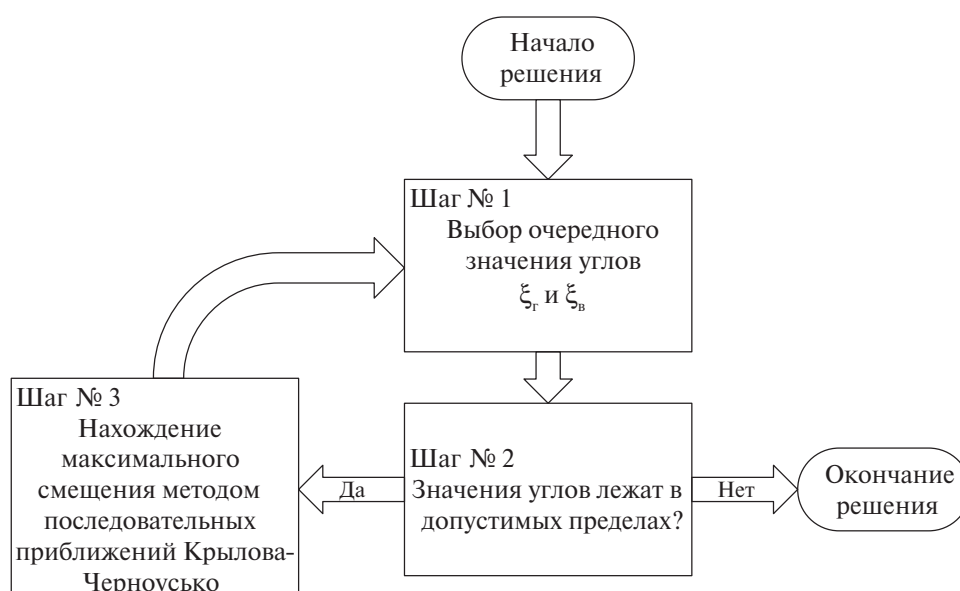 Начало
решения
Шаг № 1
Выбор очередного
значения углов
ξг и ξв
Шаг № 2
Значения углов лежат в
допустимых пределах?
Да
Нет
Окончание
решения
Шаг № 3
Нахождение
максимального
смещения методом
последовательных
приближений Крылова-
Черноусько